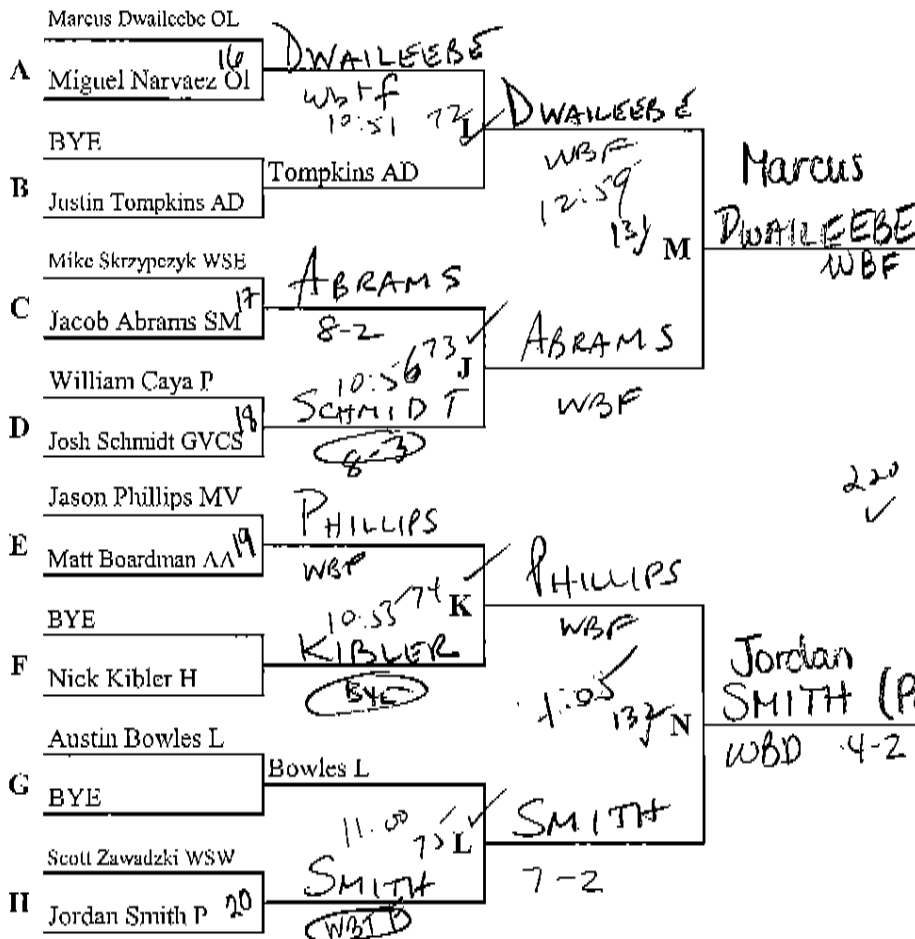 Marcus Dwaileebe OL
A
Miguel Narvaez OI
16
DWAILEEBE
10:51
72
I
DWAILEEBE
WBF
12:59
131
M
Marcus
DWAILEEBE
WBF
BYE
B
Justin Tompkins AD
Tompkins AD
Mike Skrzypczyk WSE
C
Jacob Abrams SM
17
ABRAMS
8-2
10:56
73
J
ABRAMS
WBF
William Caya P
D
Josh Schmidt GVCS
18
SCHMIDT
8-3
220
Jason Phillips MV
E
Matt Boardman AA
19
PHILLIPS
WBF
10:53
74
K
PHILLIPS
WBF
BYE
F
Nick Kibler H
KIBLER
BYE
1:05
132
N
Jordan
SMITH
WBD 4-2
Austin Bowles L
G
BYE
Bowles L
11:00
75
L
SMITH
7-2
Scott Zawadzki WSW
H
Jordan Smith P
20
SMITH